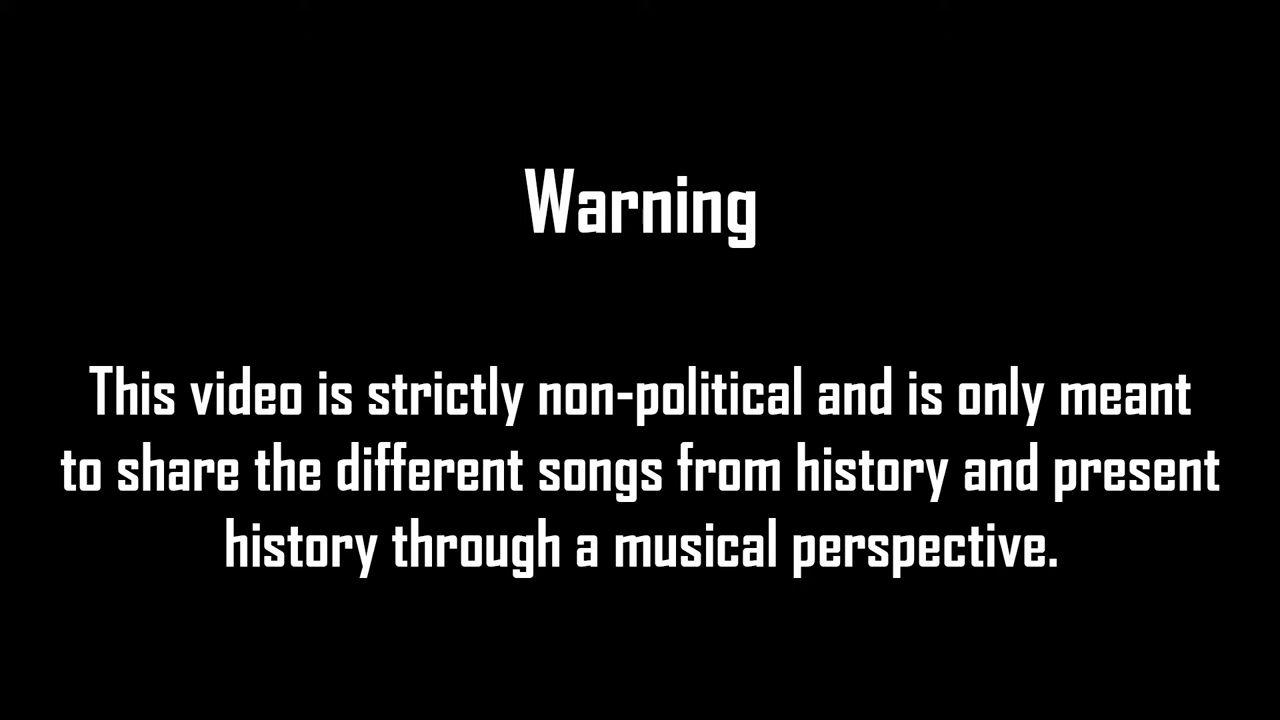 Warning
This video is strictly non-political and is only meant
to share the different songs from history and present
history through a musical perspective.